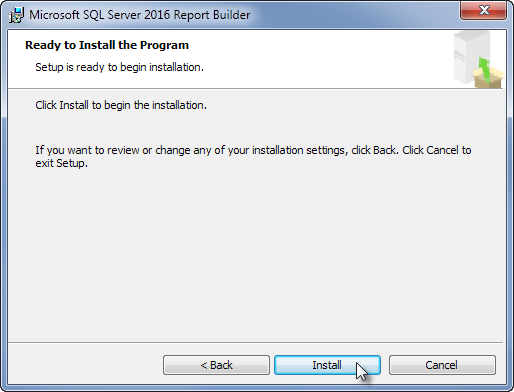 Microsoft SQL Server 2016 Report Builder
Ready to Install the Program
Setup is ready to begin installation.
Click Install to begin the installation.
If you want to review or change any of your installation settings, click Back. Click Cancel to
exit Setup.
< Back
Install
Cancel